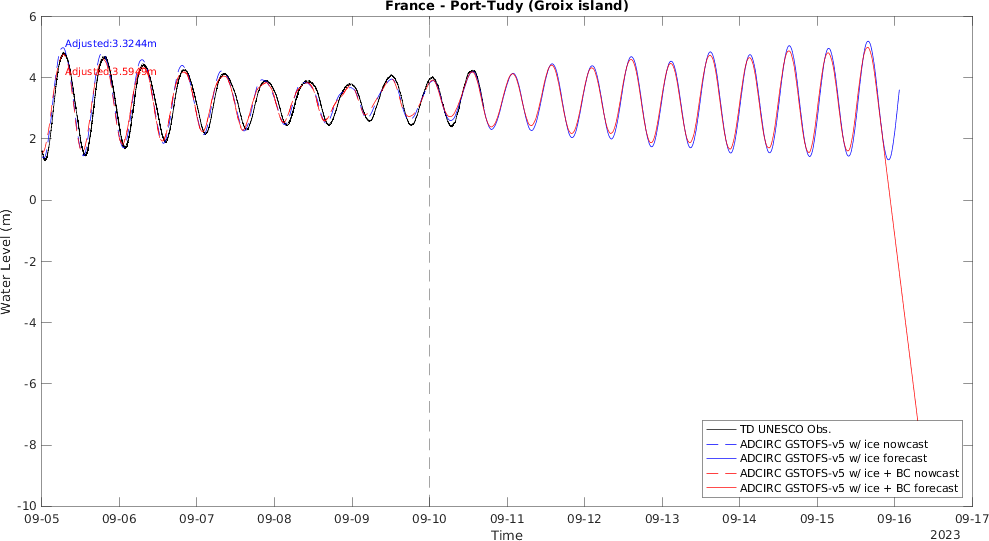 France - Port-Tudy (Groix island)
Adjusted:3.3244m
Adjusted:3.5949m
Water Level (m)
6
4
2
0
-2
-4
-6
-8
-10
TD UNESCO Obs.
ADCIRC GSTOFS-v5 w/ ice nowcast
ADCIRC GSTOFS-v5 w/ ice forecast
ADCIRC GSTOFS-v5 w/ ice + BC nowcast
ADCIRC GSTOFS-v5 w/ ice + BC forecast
09-05 09-06 09-07 09-08 09-09 09-10 09-11 09-12 09-13 09-14 09-15 09-16 09-17
Time
2023